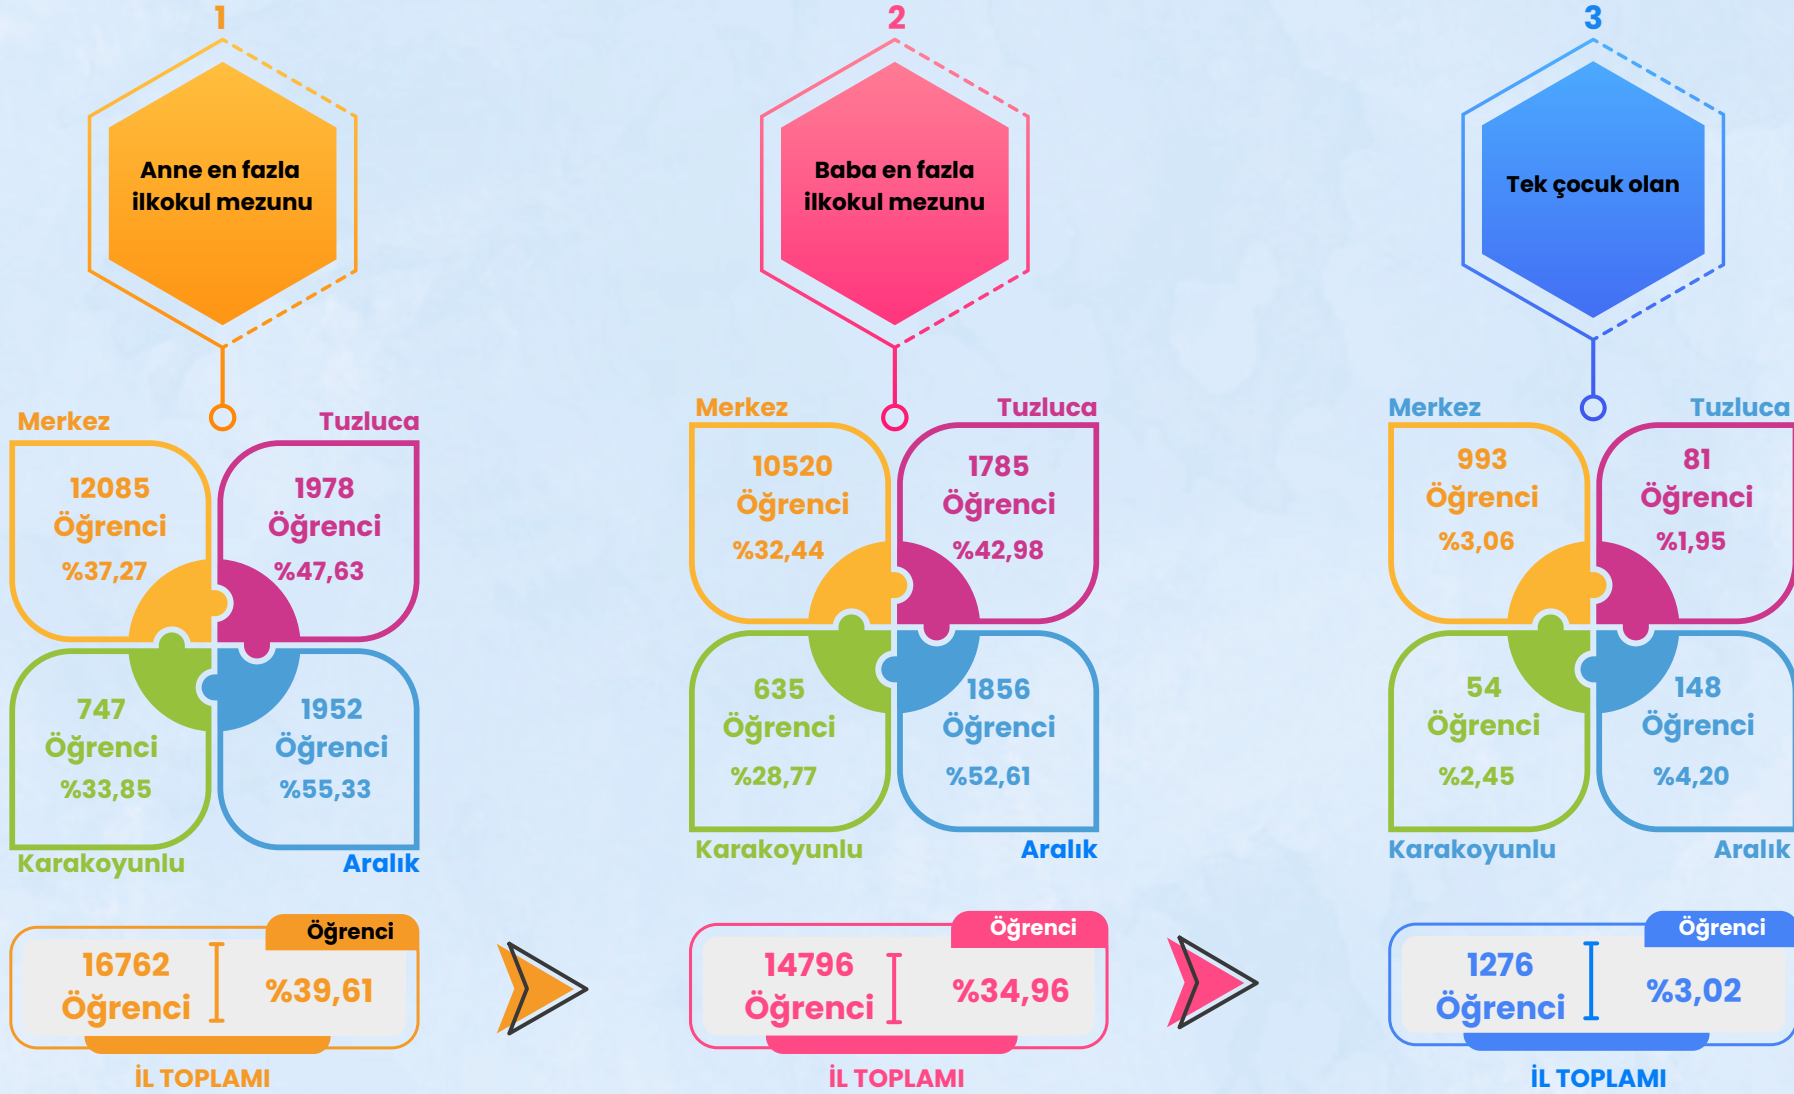 1
Anne en fazla
ilkokul mezunu
Merkez
Tuzluca
12085
Öğrenci
%37,27
1978
Öğrenci
%47,63
747
Öğrenci
%33,85
1952
Öğrenci
%55,33
Karakoyunlu
Aralık
Öğrenci
16762
Öğrenci
%39,61
İL TOPLAMI
2
Baba en fazla
ilkokul mezunu
Merkez
Tuzluca
10520
Öğrenci
%32,44
1785
Öğrenci
%42,98
635
Öğrenci
%28,77
1856
Öğrenci
%52,61
Karakoyunlu
Aralık
Öğrenci
14796
Öğrenci
%34,96
İL TOPLAMI
3
Tek çocuk olan
Merkez
Tuzluca
993
Öğrenci
%3,06
81
Öğrenci
%1,95
54
Öğrenci
%2,45
148
Öğrenci
%4,20
Karakoyunlu
Aralık
Öğrenci
1276
Öğrenci
%3,02
İL TOPLAMI